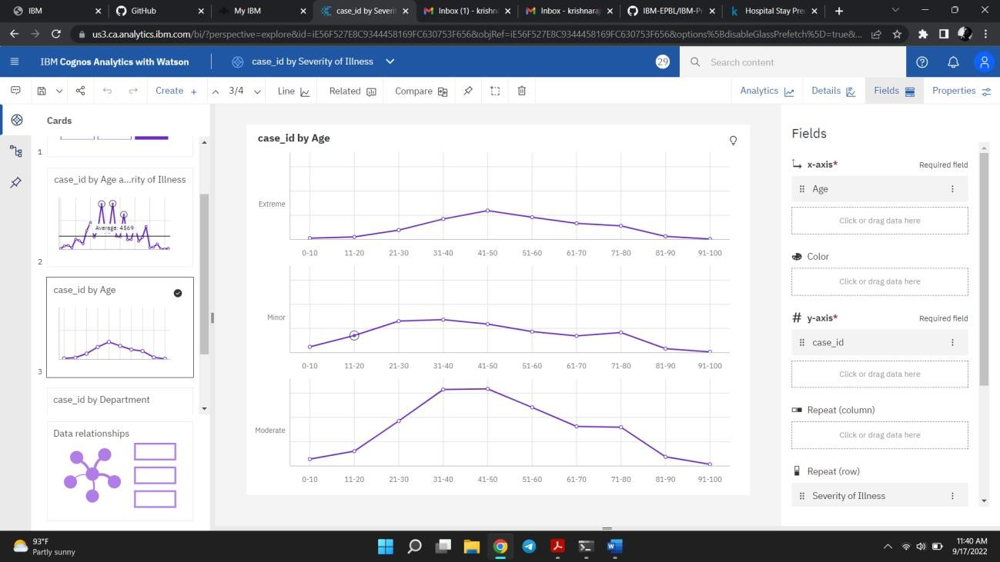 IBM
GitHub
My IBM
case_id by Severit
Inbox (1) - krishn
Inbox - krishnaraj
IBM-EPBL/IBM-Pr
Hospital Stay Pre
us3.ca.analytics.ibm.com/bi/?perspective=explore&id=iE56F527E8C9344458169FC630753F656&objRef=iE56F527E8C9344458169FC630753F656&options%5BdisableGlassPrefetch%5D=true&...
IBM Cognos Analytics with Watson
case_id by Severity of Illness
29
Search content
Create
3/4
Line
Related
Compare
Analytics
Details
Fields
Properties
Cards
1
case_id by Age a...rity of Illness
Average: 4569
2
case_id by Age
3
case_id by Department
Data relationships
case_id by Age
Extreme
0-10 11-20 21-30 31-40 41-50 51-60 61-70 71-80 81-90 91-100
Minor
0-10 11-20 21-30 31-40 41-50 51-60 61-70 71-80 81-90 91-100
Moderate
0-10 11-20 21-30 31-40 41-50 51-60 61-70 71-80 81-90 91-100
Fields
x-axis* Required field
Age
Click or drag data here
Color
Click or drag data here
# y-axis* Required field
case_id
Click or drag data here
Repeat (column)
Click or drag data here
Repeat (row)
Severity of Illness
93°F
Partly sunny
11:40 AM
9/17/2022